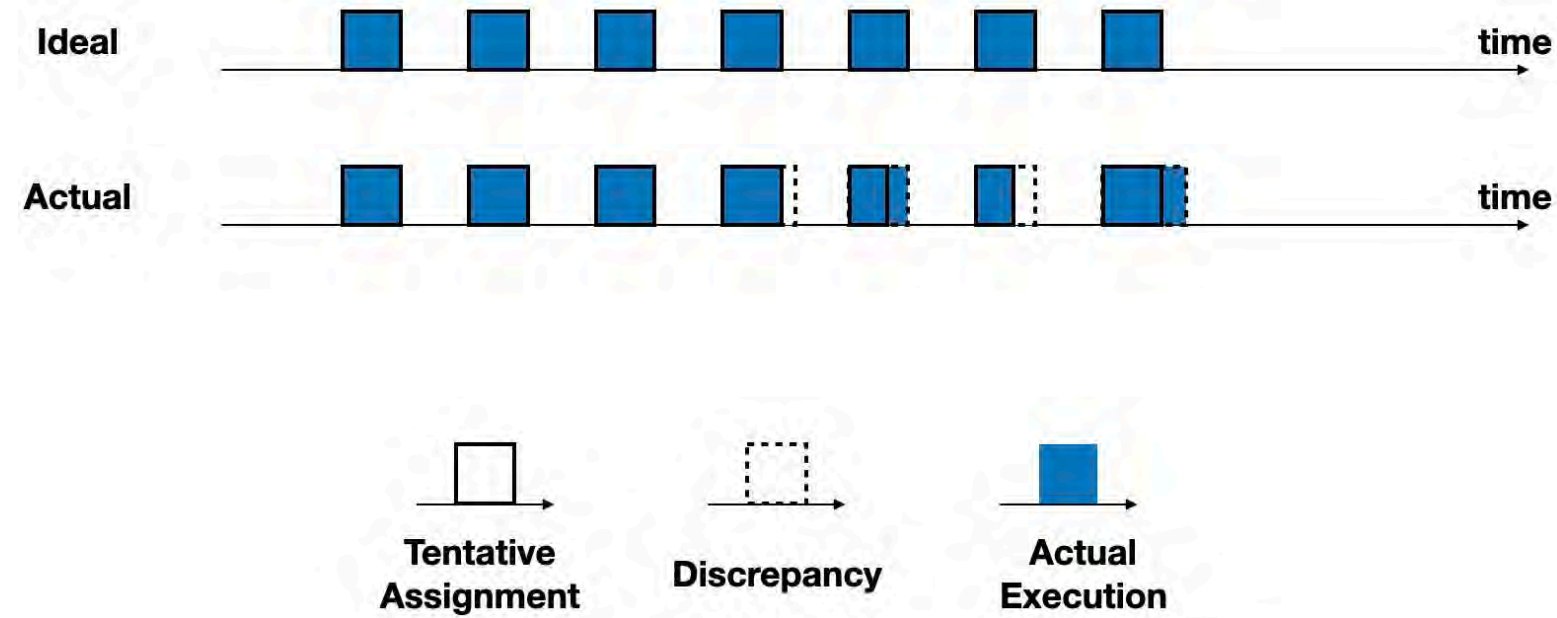 Ideal
time
Actual
time
Tentative
Assignment
Discrepancy
Actual
Execution